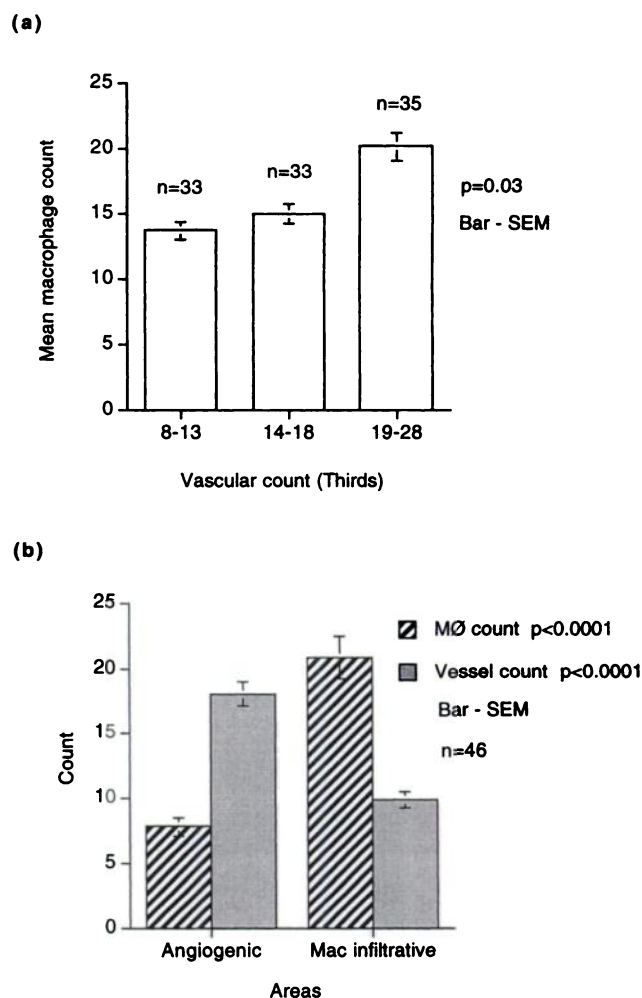 (a)
25
20
15
10
5
0
Mean macrophage count
n=33
n=33
n=35
p=0.03
Bar - SEM
8-13
14-18
19-28
Vascular count (Thirds)
(b)
25
20
15
10
5
0
Count
MØ count p<0.0001
Vessel count p<0.0001
Bar - SEM
n=46
Angiogenic
Mac infiltrative
Areas